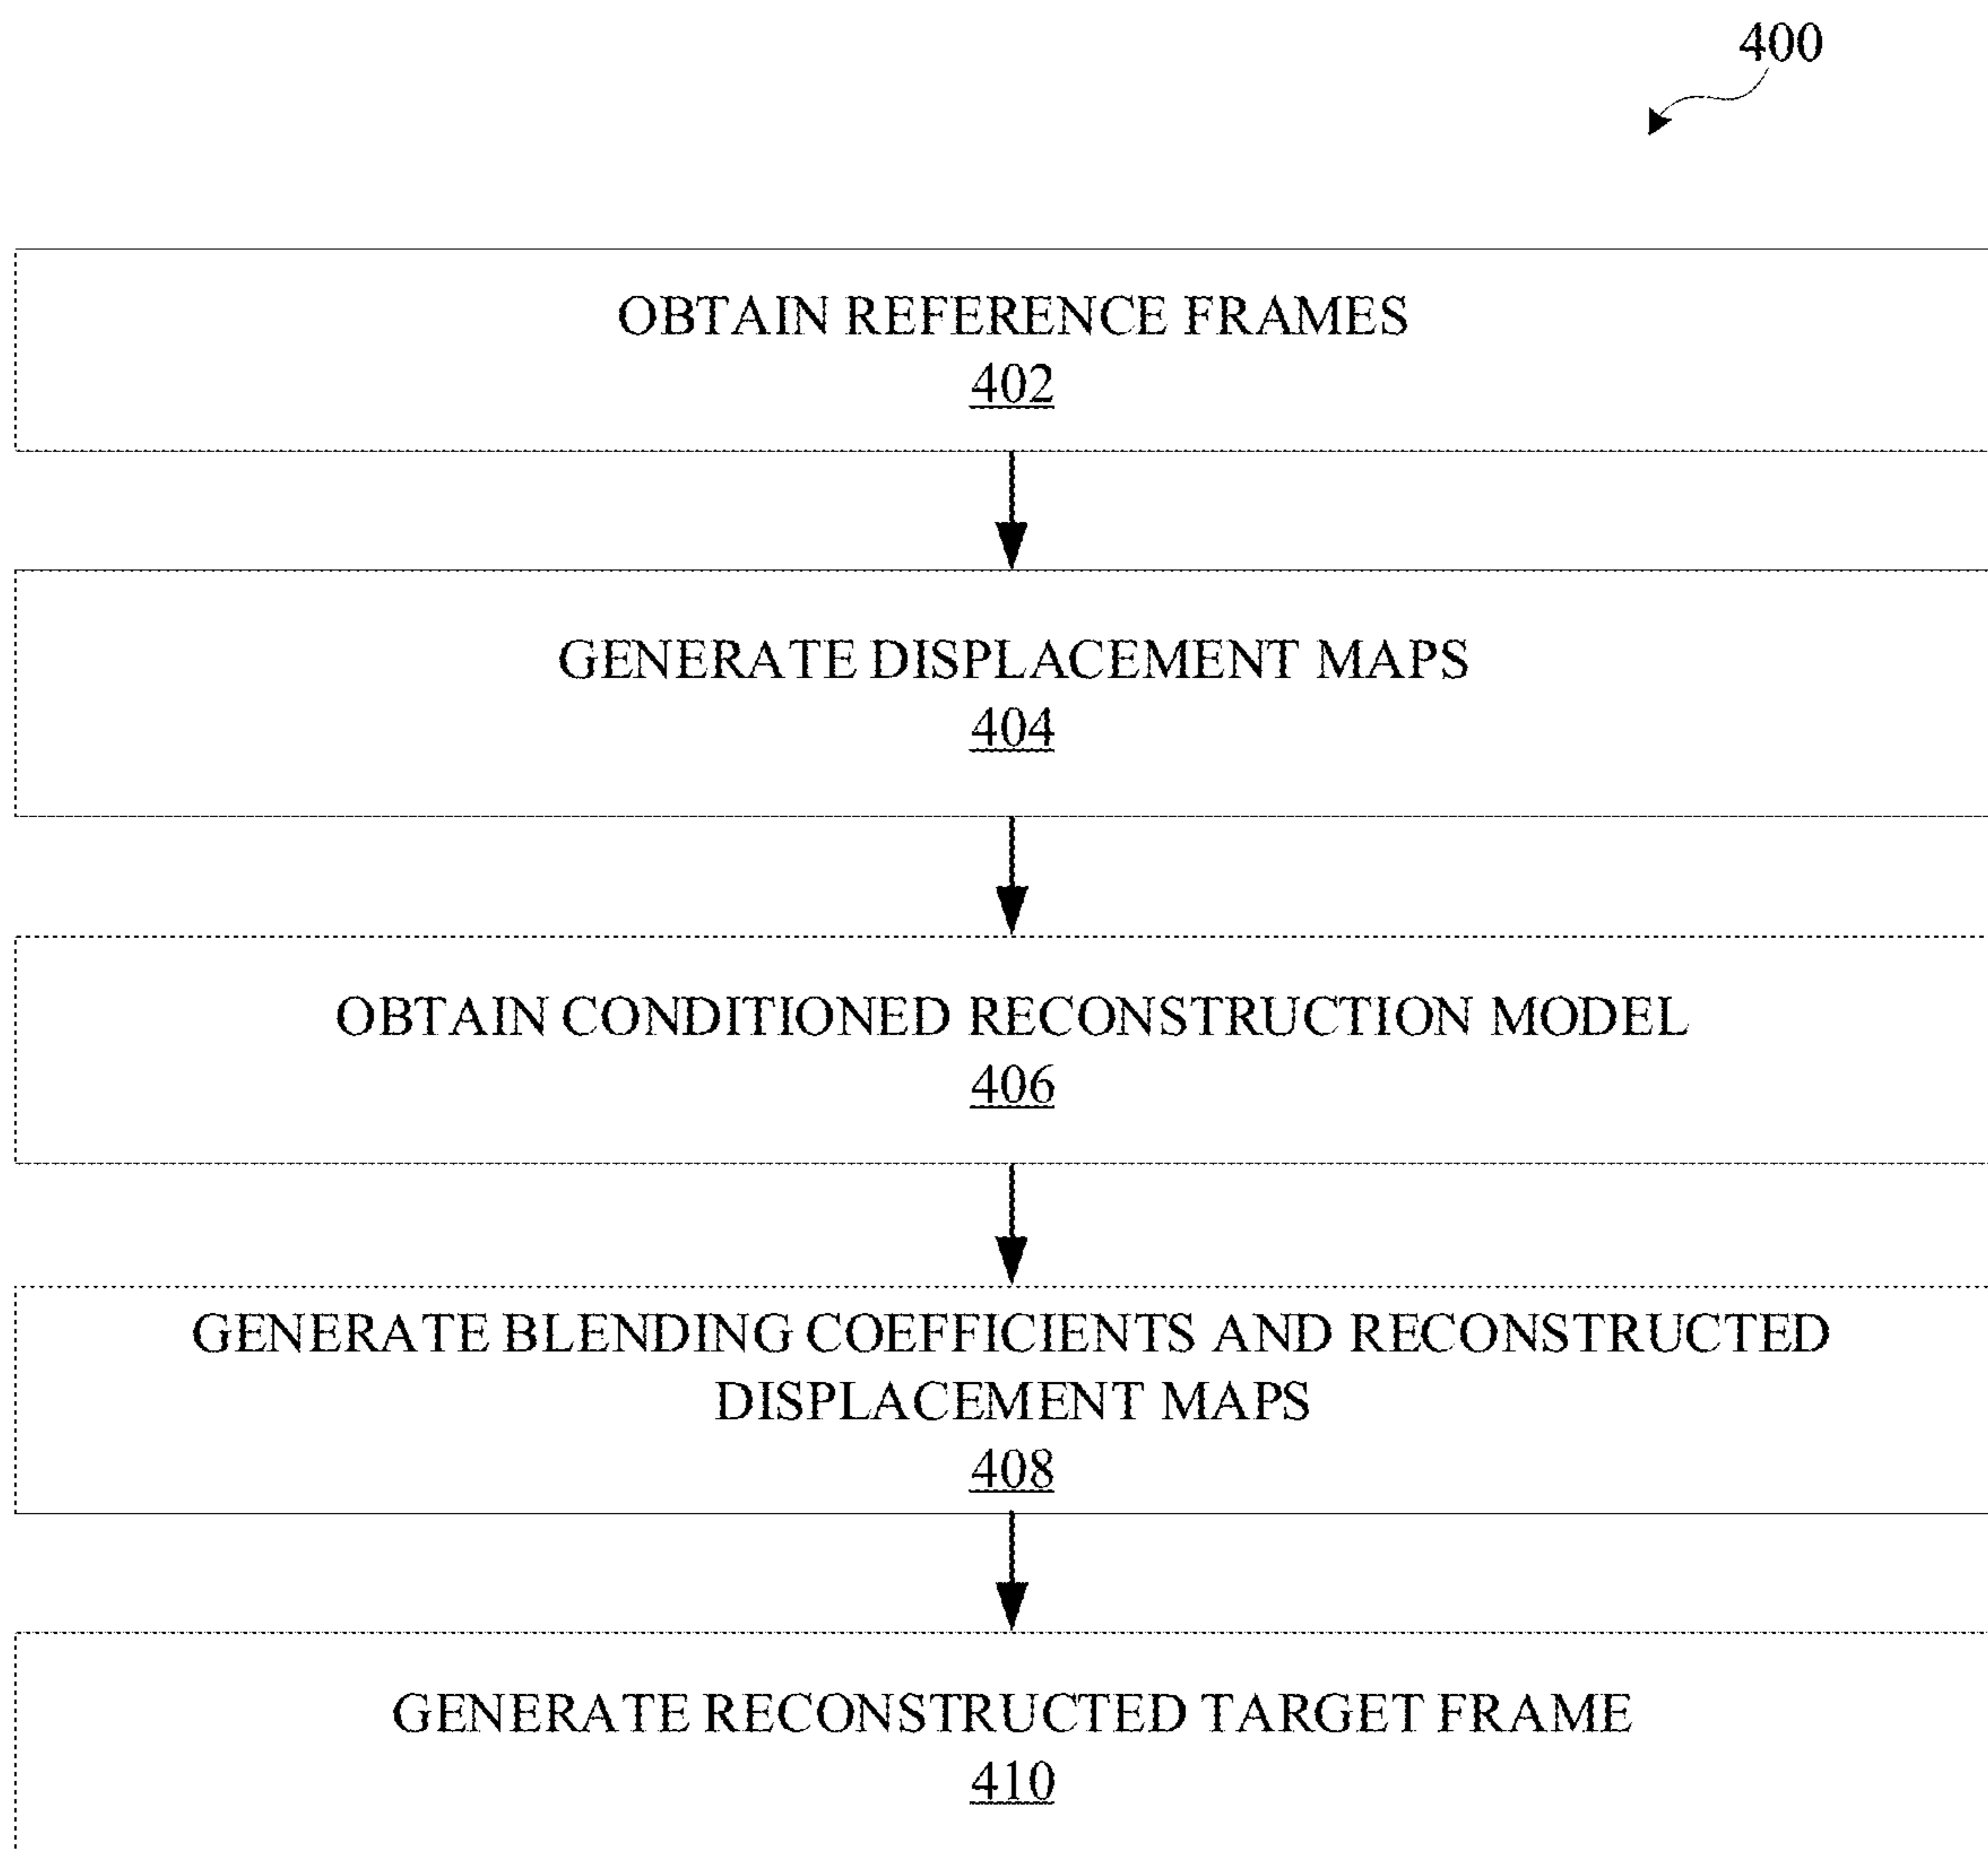 400
OBTAIN REFERENCE FRAMES
402
GENERATE DISPLACEMENT MAPS
404
OBTAIN CONDITIONED RECONSTRUCTION MODEL
406
GENERATE BLENDING COEFFICIENTS AND RECONSTRUCTED
DISPLACEMENT MAPS
408
GENERATE RECONSTRUCTED TARGET FRAME
410